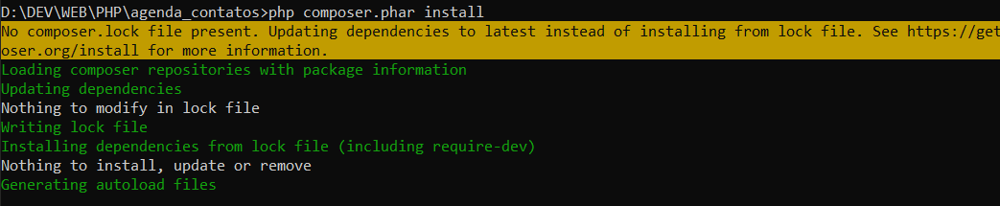 D:\DEV\WEB\PHP\agenda_contatos>php composer.phar install
No composer.lock file present. Updating dependencies to latest instead of installing from lock file. See https://get
oser.org/install for more information.
Loading composer repositories with package information
Updating dependencies
Nothing to modify in lock file
Writing lock file
Installing dependencies from lock file (including require-dev)
Nothing to install, update or remove
Generating autoload files